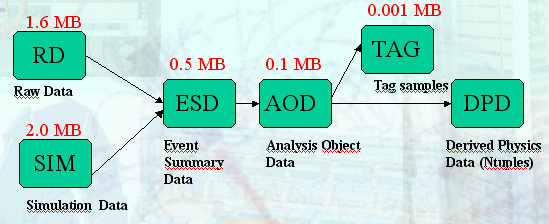 1.6 MB
RD
Raw Data
2.0 MB
SIM
Simulation Data
0.5 MB
ESD
Event
Summary
Data
0.1 MB
AOD
Analysis Object
Data
0.001 MB
TAG
Tag samples
DPD
Derived Physics
Data (Ntuples)